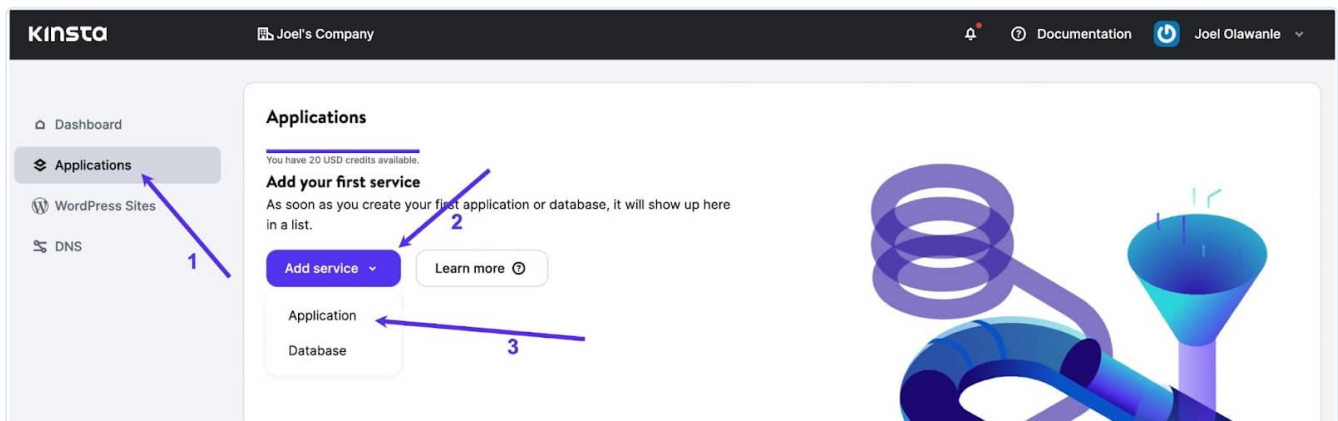 Kinsta
Joel's Company
Documentation
Joel Olawanle
Dashboard
Applications
WordPress Sites
DNS
1
Applications
You have 20 USD credits available.
Add your first service
As soon as you create your first application or database, it will show up here
in a list.
2
Add service
Learn more
Application
3
Database